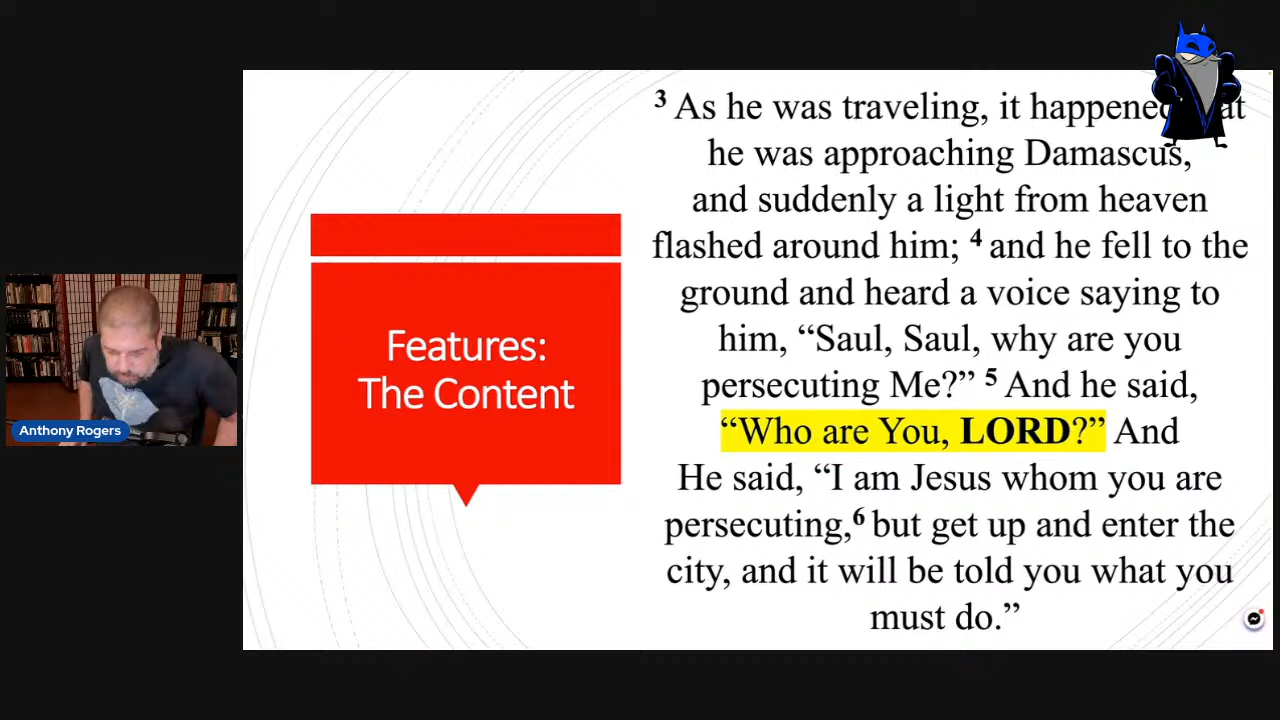 3 As he was traveling, it happened at
he was approaching Damascus,
and suddenly a light from heaven
flashed around him; 4 and he fell to the
ground and heard a voice saying to
him, “Saul, Saul, why are you
persecuting Me?” 5 And he said,
“Who are You, LORD?” And
He said, “I am Jesus whom you are
persecuting,6 but get up and enter the
city, and it will be told you what you
must do.”
Features:
The Content
Anthony Rogers